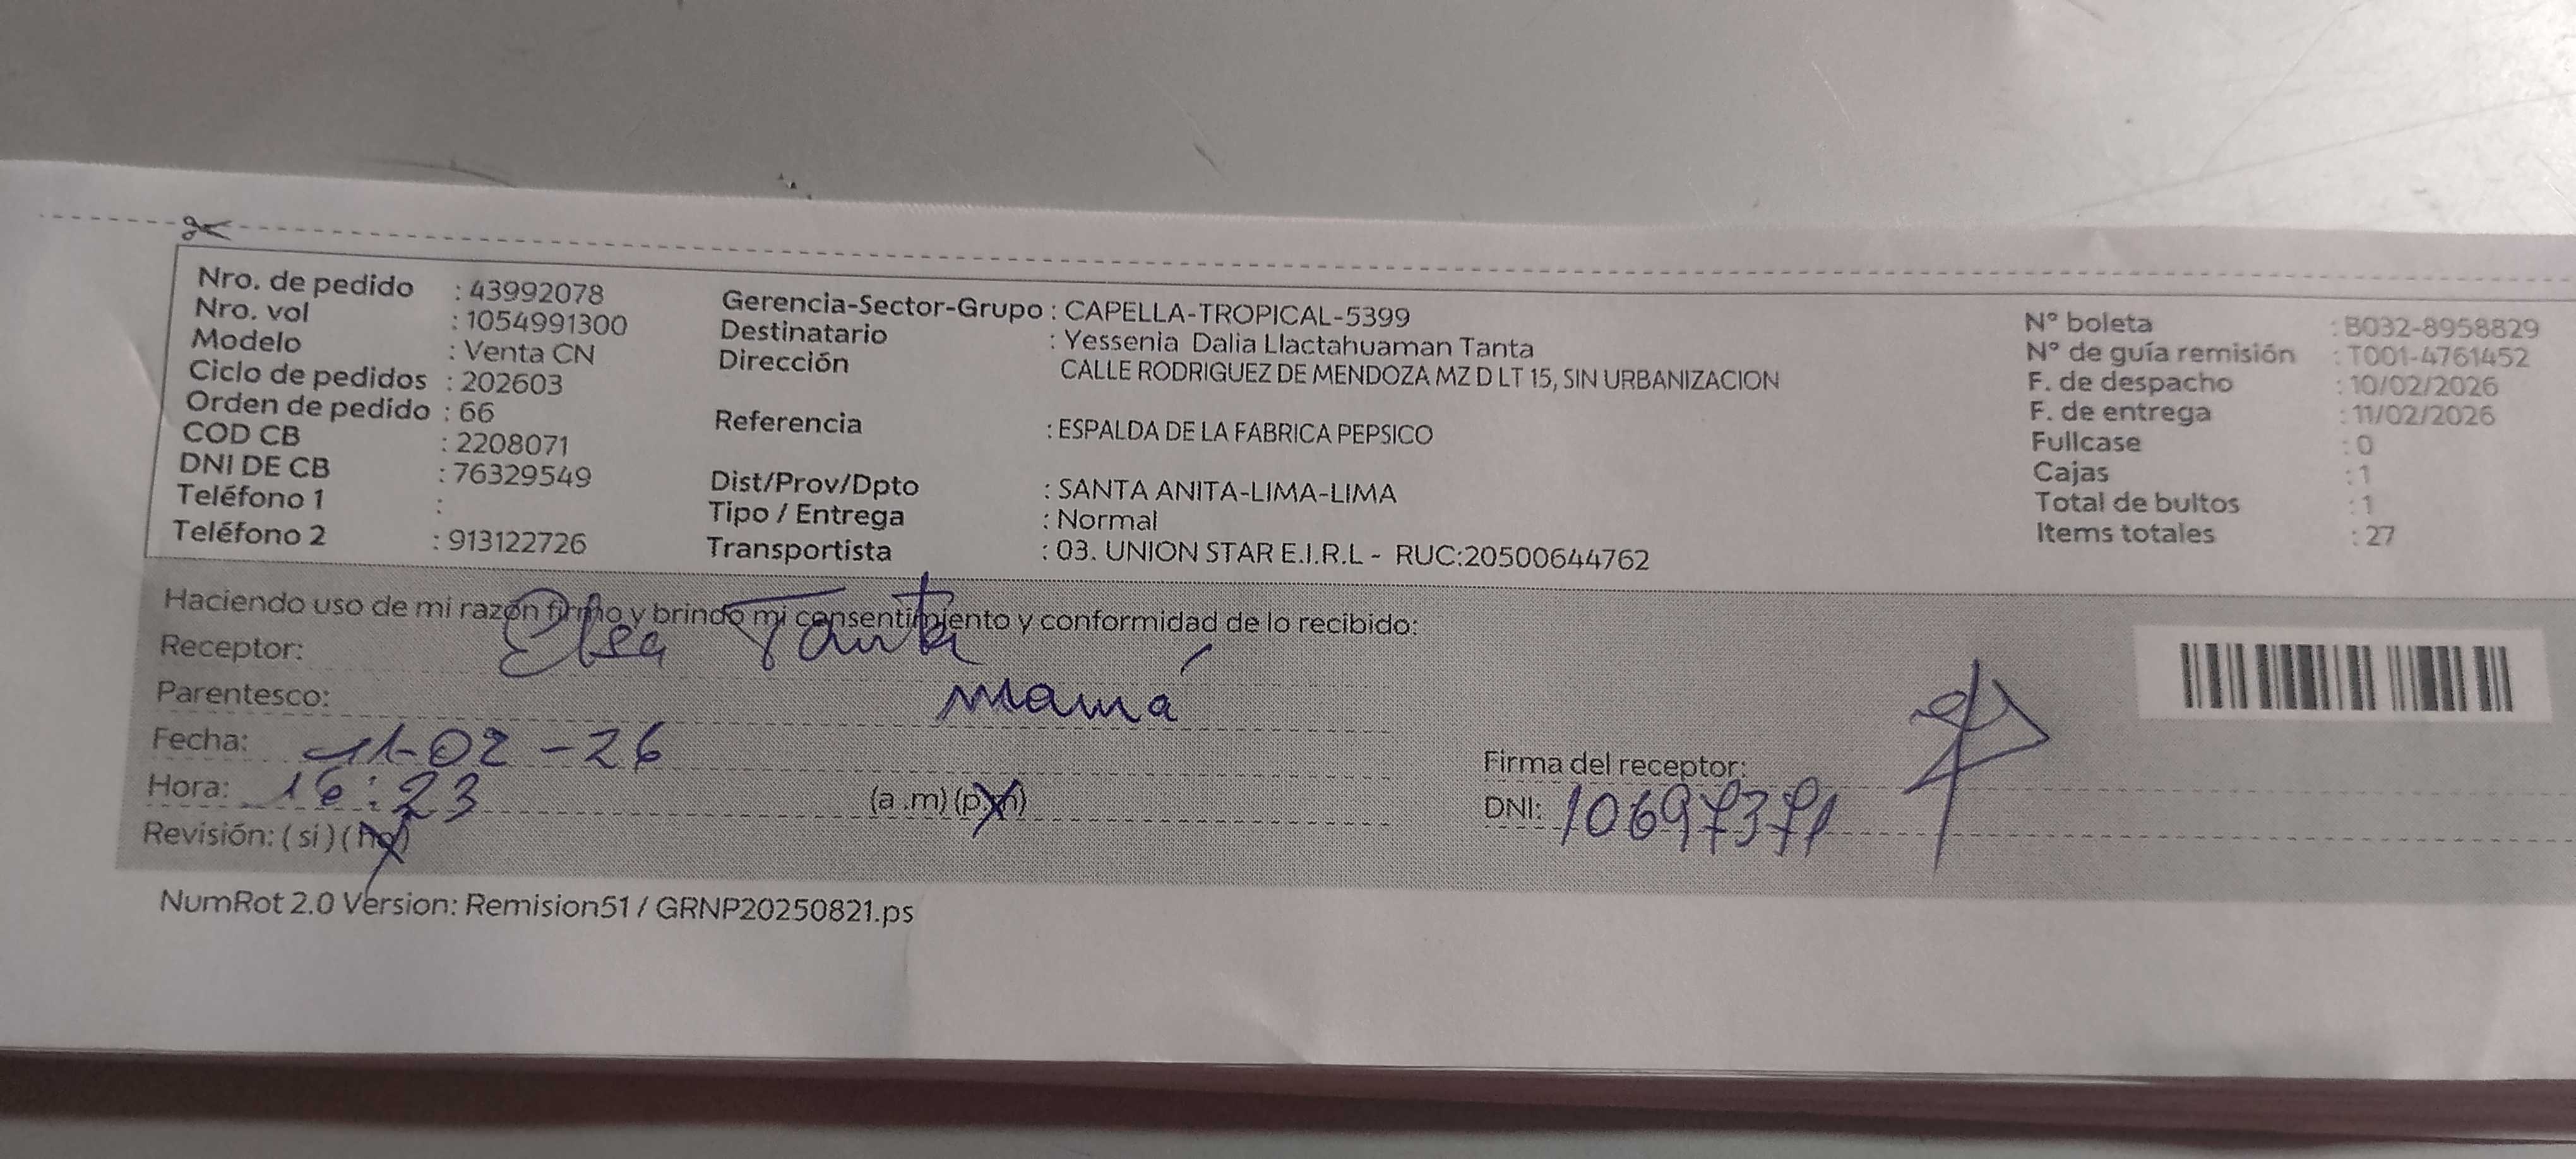 Nro. de pedido : 43992078
Nro. vol : 1054991300
Modelo : Venta CN
Ciclo de pedidos : 202603
Orden de pedido : 66
COD CB : 2208071
DNI DE CB : 76329549
Teléfono 1 :
Teléfono 2 : 913122726
Gerencia-Sector-Grupo : CAPELLA-TROPICAL-5399
Destinatario : Yessenia Dalia Llactahuaman Tanta
Dirección CALLE RODRIGUEZ DE MENDOZA MZ D LT 15, SIN URBANIZACION
Referencia : ESPALDA DE LA FABRICA PEPSICO
Dist/Prov/Dpto : SANTA ANITA-LIMA-LIMA
Tipo / Entrega : Normal
Transportista : 03. UNION STAR E.I.R.L - RUC:20500644762
N° boleta : B032-8958829
N° de guía remisión : T001-4761452
F. de despacho : 10/02/2026
F. de entrega : 11/02/2026
Fullcase : 0
Cajas : 1
Total de bultos : 1
Items totales : 27
Haciendo uso de mi razón firmo y brindo mi consentimiento y conformidad de lo recibido:
Receptor: Elsa Tanta
Parentesco: mamá
Fecha: 11-02-26
Hora: 16:23 (a.m) (p.m)
Revisión: (si) (no)
Firma del receptor:
DNI: 10697371
NumRot 2.0 Version: Remision51 / GRNP20250821.ps